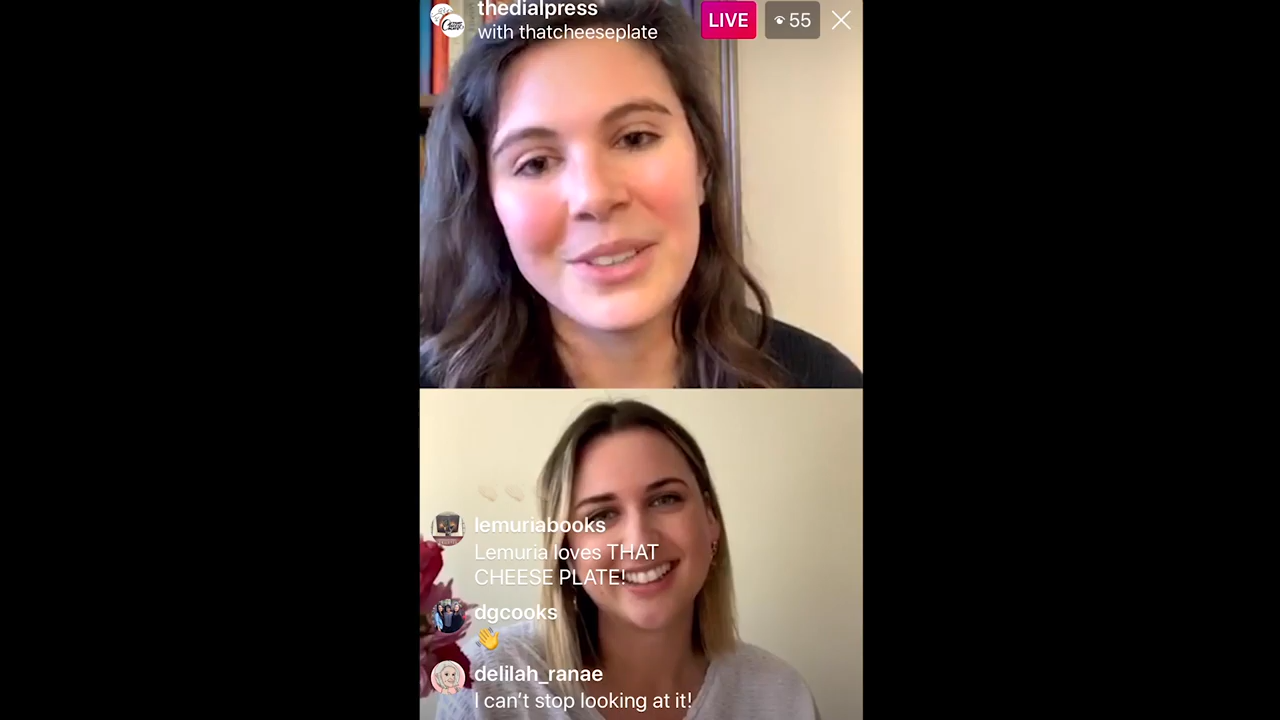 thedialpress
with thatcheeseplate
LIVE
55
lemuriabooks
Lemuria loves THAT
CHEESE PLATE!
dgcooks
👋
delilah_ranae
I can't stop looking at it!